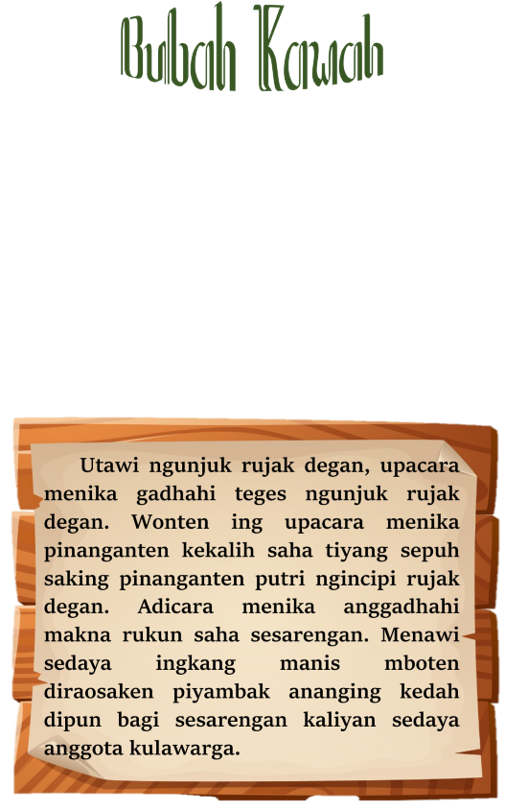 Bubah Kawah
Utawi ngunjuk rujak degan, upacara
menika gadhahi teges ngunjuk rujak
degan. Wonten ing upacara menika
pinanganten kekalih saha tiyang sepuh
saking pinanganten putri ngincipi rujak
degan. Adicara menika anggadhahi
makna rukun saha sesarengan. Menawi
sedaya ingkang manis mboten
diraosaken piyambak ananging kedah
dipun bagi sesarengan kaliyan sedaya
anggota kulawarga.